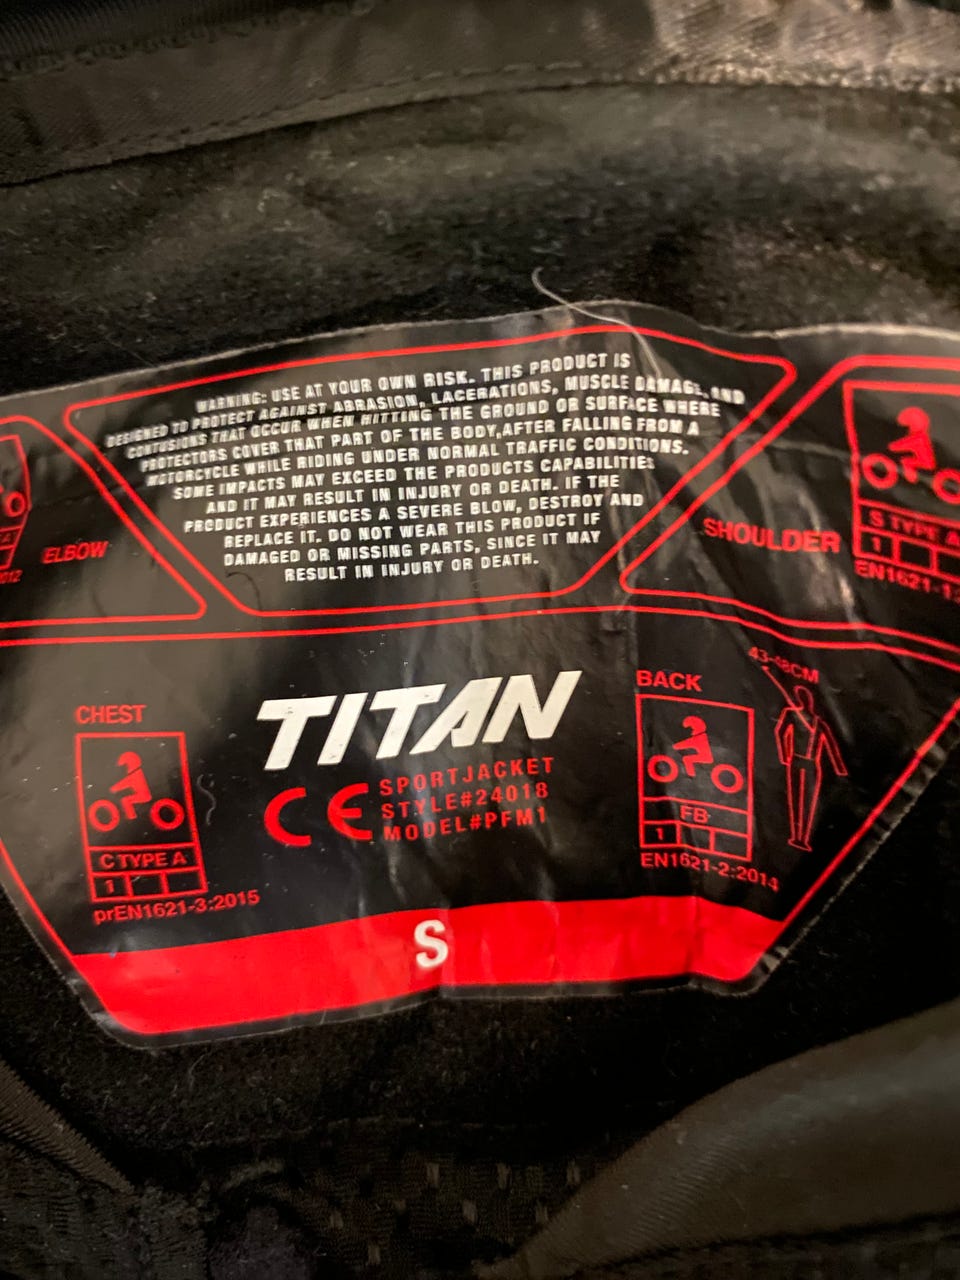 WARNING: USE AT YOUR OWN RISK. THIS PRODUCT IS
DESIGNED TO PROTECT AGAINST ABRASION, LACERATIONS, MUSCLE DAMAGE, AND
CONTUSIONS THAT OCCUR WHEN HITTING THE GROUND OR SURFACE WHERE
PROTECTORS COVER THAT PART OF THE BODY,AFTER FALLING FROM A
MOTORCYCLE WHILE RIDING UNDER NORMAL TRAFFIC CONDITIONS.
SOME IMPACTS MAY EXCEED THE PRODUCTS CAPABILITIES
AND IT MAY RESULT IN INJURY OR DEATH. IF THE
PRODUCT EXPERIENCES A SEVERE BLOW, DESTROY AND
REPLACE IT. DO NOT WEAR THIS PRODUCT IF
DAMAGED OR MISSING PARTS, SINCE IT MAY
RESULT IN INJURY OR DEATH.
ELBOW
SHOULDER
S TYPE A
1
EN1621-1:
CHEST
C TYPE A
1
prEN1621-3:2015
TITAN
CE
SPORTJACKET
STYLE#24018
MODEL#PFM1
BACK
43-48CM
FB
1
EN1621-2:2014
S